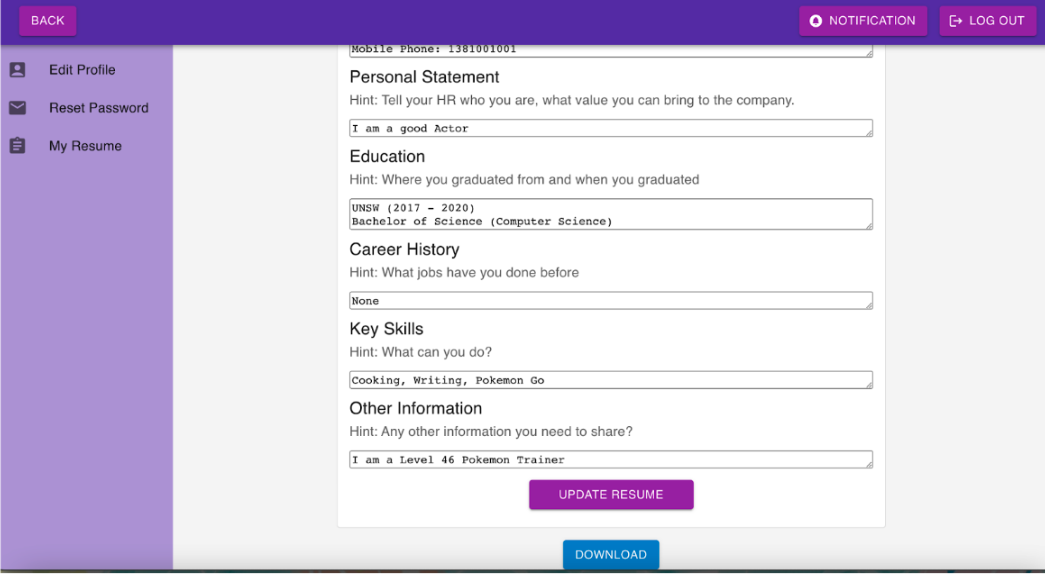 BACK
NOTIFICATION
LOG OUT
Edit Profile
Reset Password
My Resume
Mobile Phone: 1381001001
Personal Statement
Hint: Tell your HR who you are, what value you can bring to the company.
I am a good Actor
Education
Hint: Where you graduated from and when you graduated
UNSW (2017 - 2020)
Bachelor of Science (Computer Science)
Career History
Hint: What jobs have you done before
None
Key Skills
Hint: What can you do?
Cooking, Writing, Pokemon Go
Other Information
Hint: Any other information you need to share?
I am a Level 46 Pokemon Trainer
UPDATE RESUME
DOWNLOAD